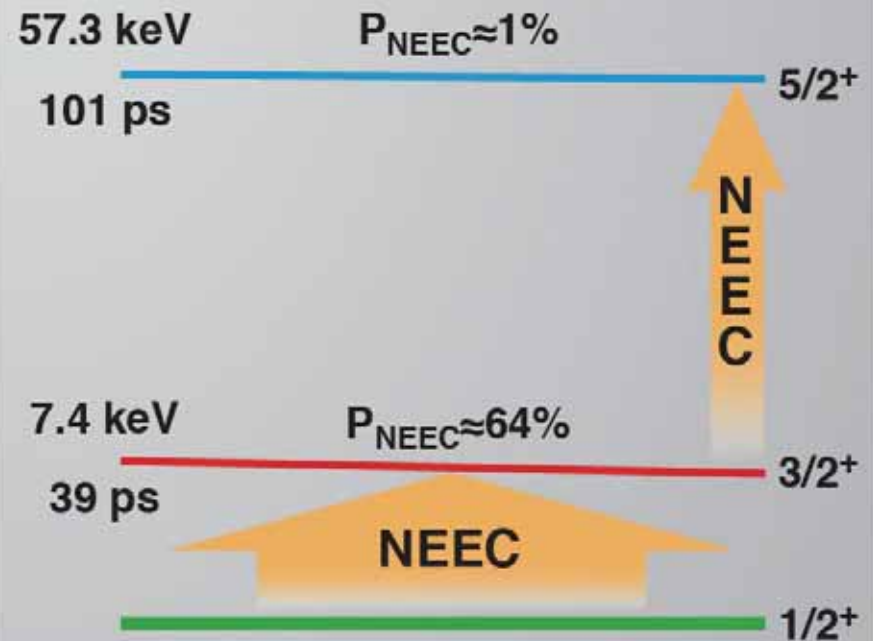 57.3 keV P_NEEC≈1%
5/2⁺
101 ps
N
E
E
C
7.4 keV P_NEEC≈64%
3/2⁺
39 ps
NEEC
1/2⁺